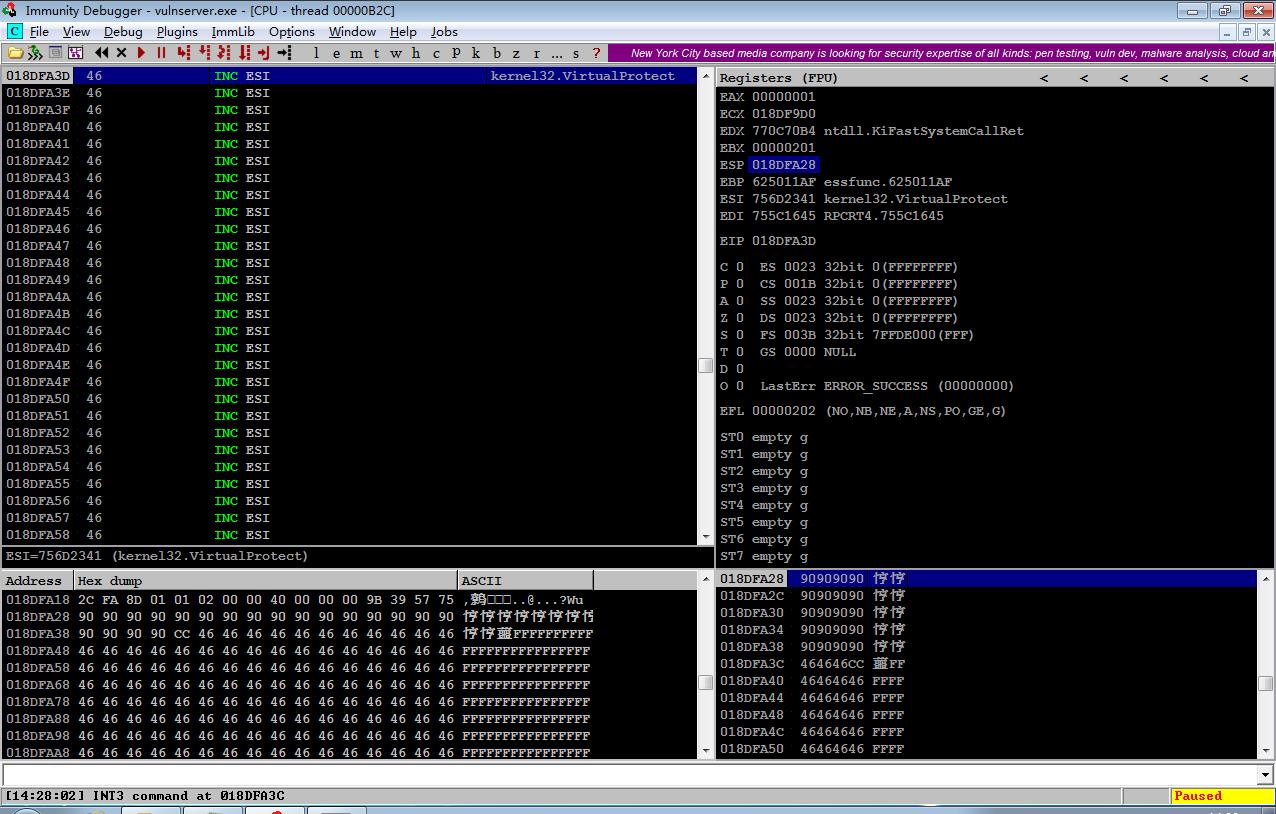 Immunity Debugger - vulnserver.exe - [CPU - thread 00000B2C]
C File View Debug Plugins ImmLib Options Window Help Jobs
l e m t w h c p k b z r ... s ? New York City based media company is looking for security expertise of all kinds: pen testing, vuln dev, malware analysis, cloud an
018DFA3D 46 INC ESI kernel32.VirtualProtect
018DFA3E 46 INC ESI
018DFA3F 46 INC ESI
018DFA40 46 INC ESI
018DFA41 46 INC ESI
018DFA42 46 INC ESI
018DFA43 46 INC ESI
018DFA44 46 INC ESI
018DFA45 46 INC ESI
018DFA46 46 INC ESI
018DFA47 46 INC ESI
018DFA48 46 INC ESI
018DFA49 46 INC ESI
018DFA4A 46 INC ESI
018DFA4B 46 INC ESI
018DFA4C 46 INC ESI
018DFA4D 46 INC ESI
018DFA4E 46 INC ESI
018DFA4F 46 INC ESI
018DFA50 46 INC ESI
018DFA51 46 INC ESI
018DFA52 46 INC ESI
018DFA53 46 INC ESI
018DFA54 46 INC ESI
018DFA55 46 INC ESI
018DFA56 46 INC ESI
018DFA57 46 INC ESI
018DFA58 46 INC ESI
ESI=756D2341 (kernel32.VirtualProtect)
Registers (FPU) < < < < < <
EAX 00000001
ECX 018DF9D0
EDX 770C70B4 ntdll.KiFastSystemCallRet
EBX 00000201
ESP 018DFA28
EBP 625011AF essfunc.625011AF
ESI 756D2341 kernel32.VirtualProtect
EDI 755C1645 RPCRT4.755C1645
EIP 018DFA3D
C 0 ES 0023 32bit 0(FFFFFFFF)
P 0 CS 001B 32bit 0(FFFFFFFF)
A 0 SS 0023 32bit 0(FFFFFFFF)
Z 0 DS 0023 32bit 0(FFFFFFFF)
S 0 FS 003B 32bit 7FFDE000(FFF)
T 0 GS 0000 NULL
D 0
O 0 LastErr ERROR_SUCCESS (00000000)
EFL 00000202 (NO,NB,NE,A,NS,PO,GE,G)
ST0 empty g
ST1 empty g
ST2 empty g
ST3 empty g
ST4 empty g
ST5 empty g
ST6 empty g
ST7 empty g
Address Hex dump ASCII
018DFA18 2C FA 8D 01 01 02 00 00 40 00 00 00 9B 39 57 75 ..@...?Wu
018DFA28 90 90 90 90 90 90 90 90 90 90 90 90 90 90 90 90 悙悙悙悙悙悙悙悙
018DFA38 90 90 90 90 CC 46 46 46 46 46 46 46 46 46 46 46 悙悙蘁FFFFFFFFFF
018DFA48 46 46 46 46 46 46 46 46 46 46 46 46 46 46 46 46 FFFFFFFFFFFFFFFF
018DFA58 46 46 46 46 46 46 46 46 46 46 46 46 46 46 46 46 FFFFFFFFFFFFFFFF
018DFA68 46 46 46 46 46 46 46 46 46 46 46 46 46 46 46 46 FFFFFFFFFFFFFFFF
018DFA78 46 46 46 46 46 46 46 46 46 46 46 46 46 46 46 46 FFFFFFFFFFFFFFFF
018DFA88 46 46 46 46 46 46 46 46 46 46 46 46 46 46 46 46 FFFFFFFFFFFFFFFF
018DFA98 46 46 46 46 46 46 46 46 46 46 46 46 46 46 46 46 FFFFFFFFFFFFFFFF
018DFAA8 46 46 46 46 46 46 46 46 46 46 46 46 46 46 46 46 FFFFFFFFFFFFFFFF
018DFA28 90909090 悙悙
018DFA2C 90909090 悙悙
018DFA30 90909090 悙悙
018DFA34 90909090 悙悙
018DFA38 90909090 悙悙
018DFA3C 464646CC 蘁FF
018DFA40 46464646 FFFF
018DFA44 46464646 FFFF
018DFA48 46464646 FFFF
018DFA4C 46464646 FFFF
018DFA50 46464646 FFFF
[14:28:02] INT3 command at 018DFA3C
Paused